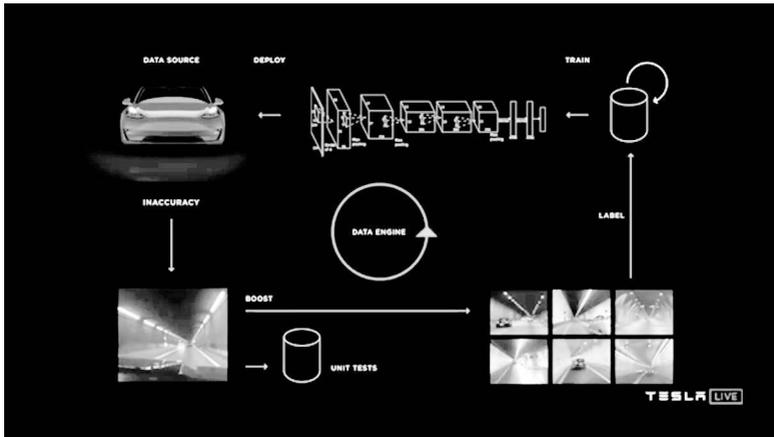 DATA SOURCE
DEPLOY
TRAIN
INACCURACY
DATA ENGINE
LABEL
BOOST
UNIT TESTS
TESLA LIVE